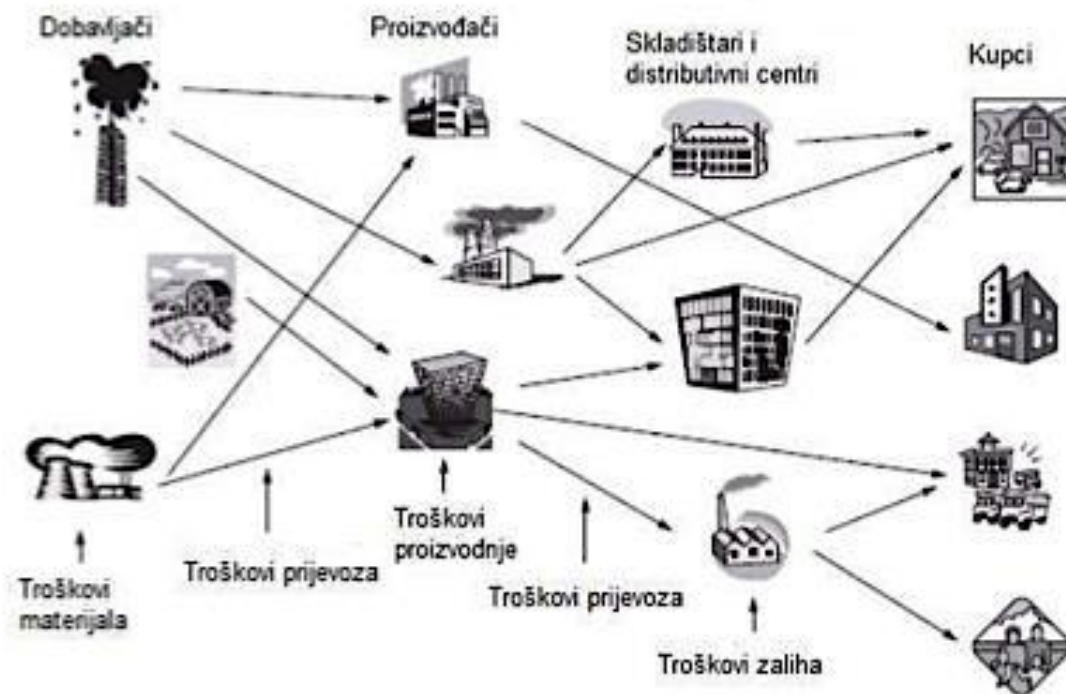 Dobavljači
Proizvođači
Skladištari i
distributivni centri
Kupci
Troškovi
materijala
Troškovi prijevoza
Troškovi
proizvodnje
Troškovi prijevoza
Troškovi zaliha